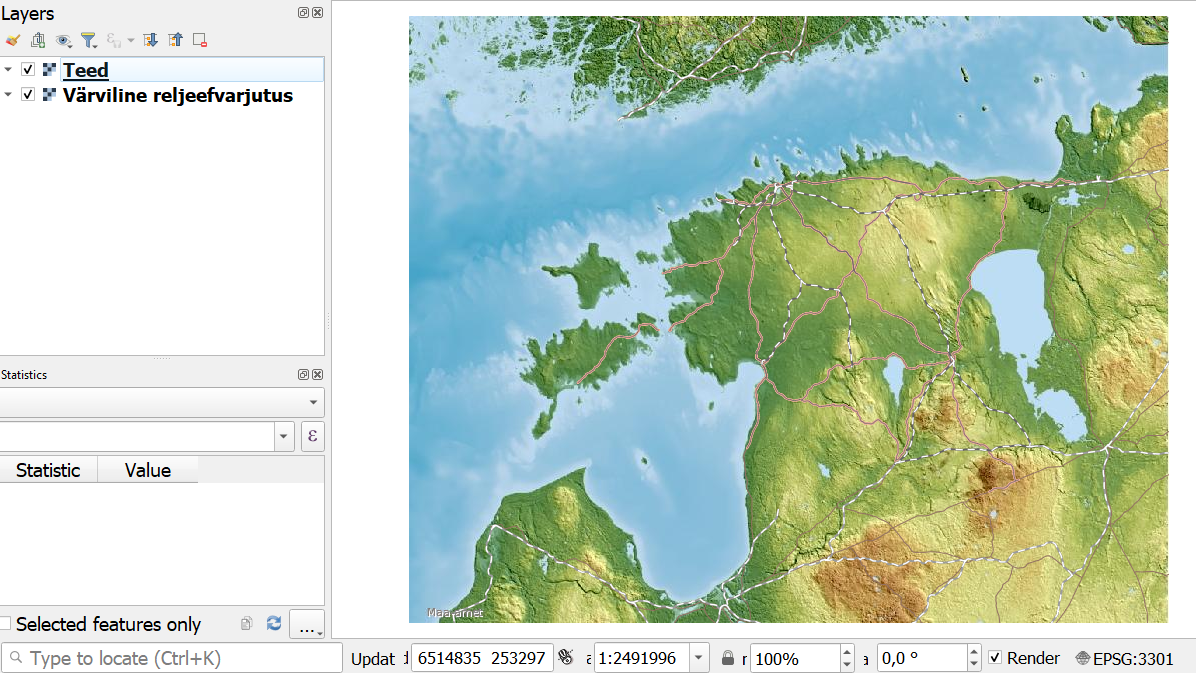 Layers
Teed
Värviline reljeefvarjutus
Statistics
ε
Statistic Value
Selected features only
...
Maa-amet
Type to locate (Ctrl+K)
Updat
6514835 253297
1:2491996
100%
0,0 °
Render
EPSG:3301